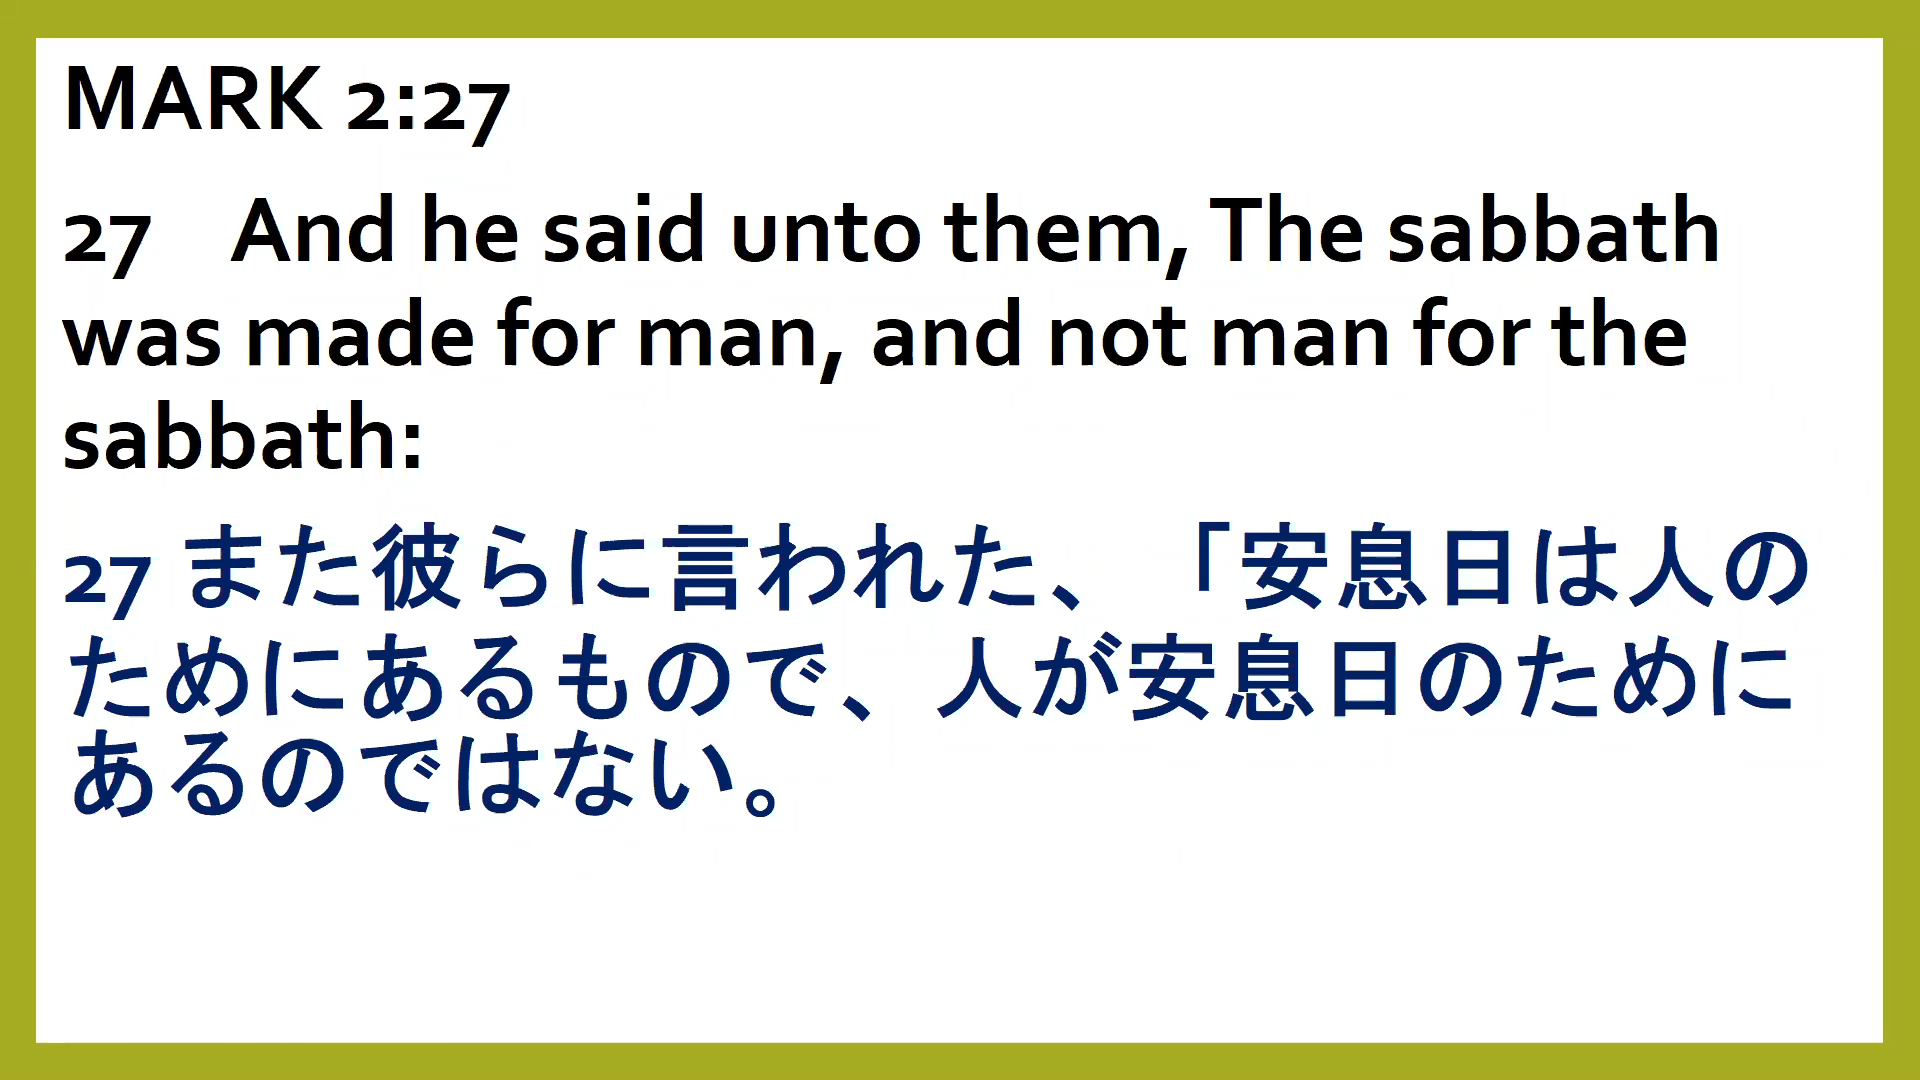 MARK 2:27
27 And he said unto them, The sabbath
was made for man, and not man for the
sabbath:
27 また彼らに言われた、「安息日は人の
ためにあるもので、人が安息日のために
あるのではない。